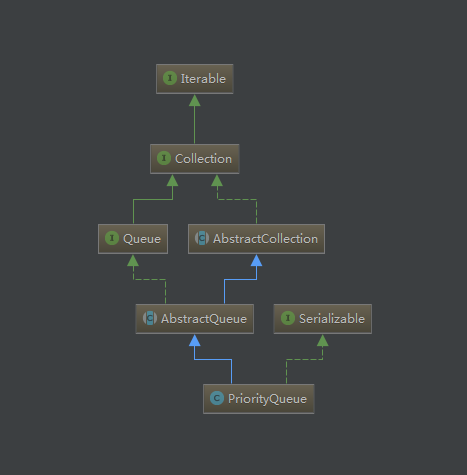 I Iterable
I Collection
I Queue
C AbstractCollection
C AbstractQueue
I Serializable
C PriorityQueue